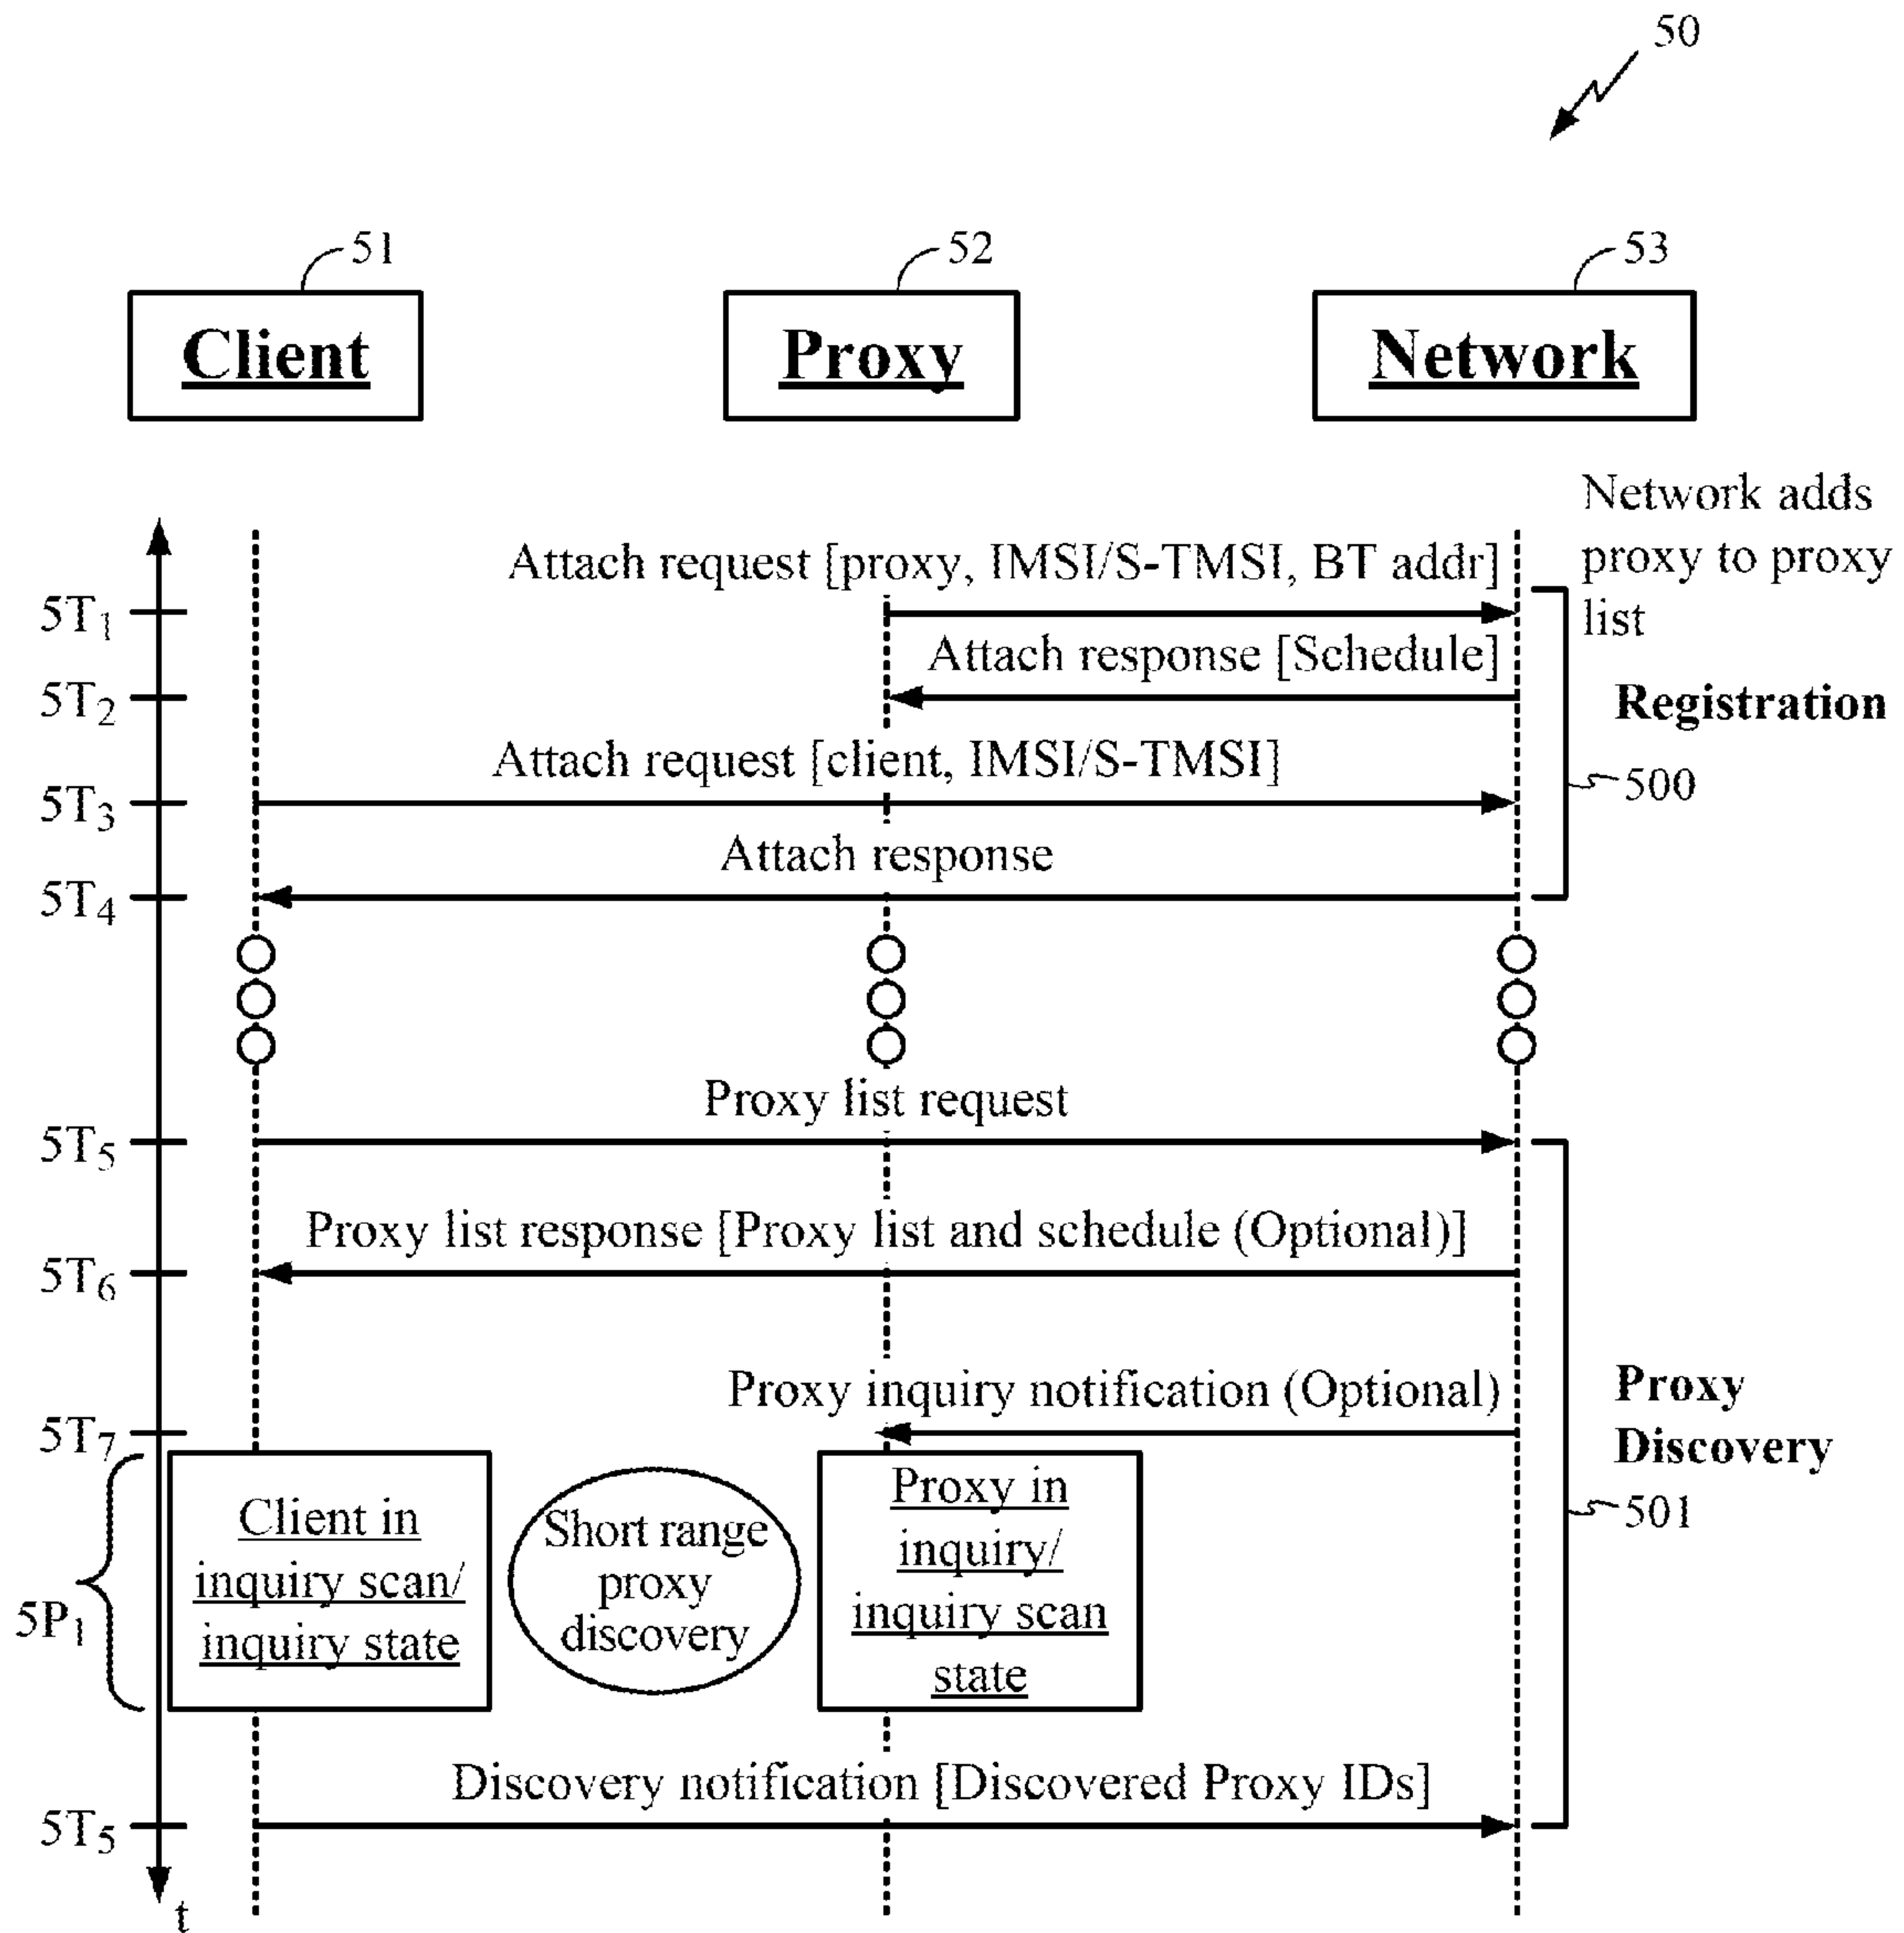 50
51
52
53
Client
Proxy
Network
Network adds
proxy to proxy
list
Attach request [proxy, IMSI/S-TMSI, BT addr]
5T1
Attach response [Schedule]
5T2
Registration
Attach request [client, IMSI/S-TMSI]
500
5T3
Attach response
5T4
Proxy list request
5T5
Proxy list response [Proxy list and schedule (Optional)]
5T6
Proxy inquiry notification (Optional)
5T7
Proxy
Discovery
501
5P1
Client in
inquiry scan/
inquiry state
Short range
proxy
discovery
Proxy in
inquiry/
inquiry scan
state
Discovery notification [Discovered Proxy IDs]
5T5
t